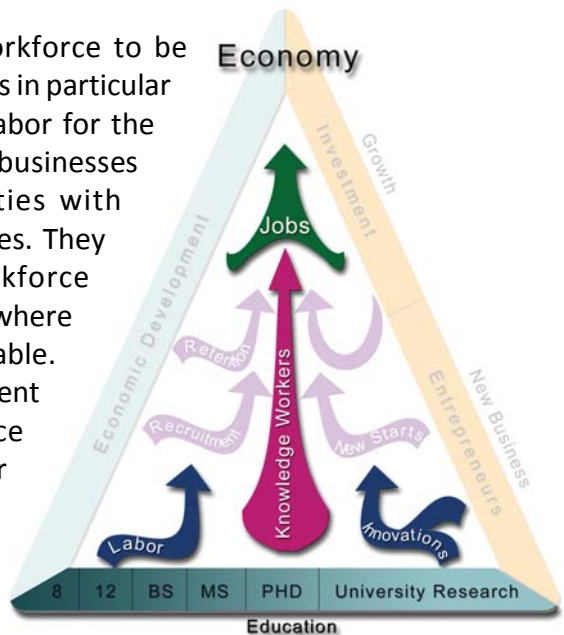 orkforce to be
s in particular
abor for the
businesses
ties with
es. They
kforce
where
able.
ent
ce
r
Economy
Economic Development
Investment
Growth
Entrepreneurs
New Business
Jobs
Retention
Recruitment
New Starts
Knowledge Workers
Labor
Innovations
8 12 BS MS PHD University Research
Education